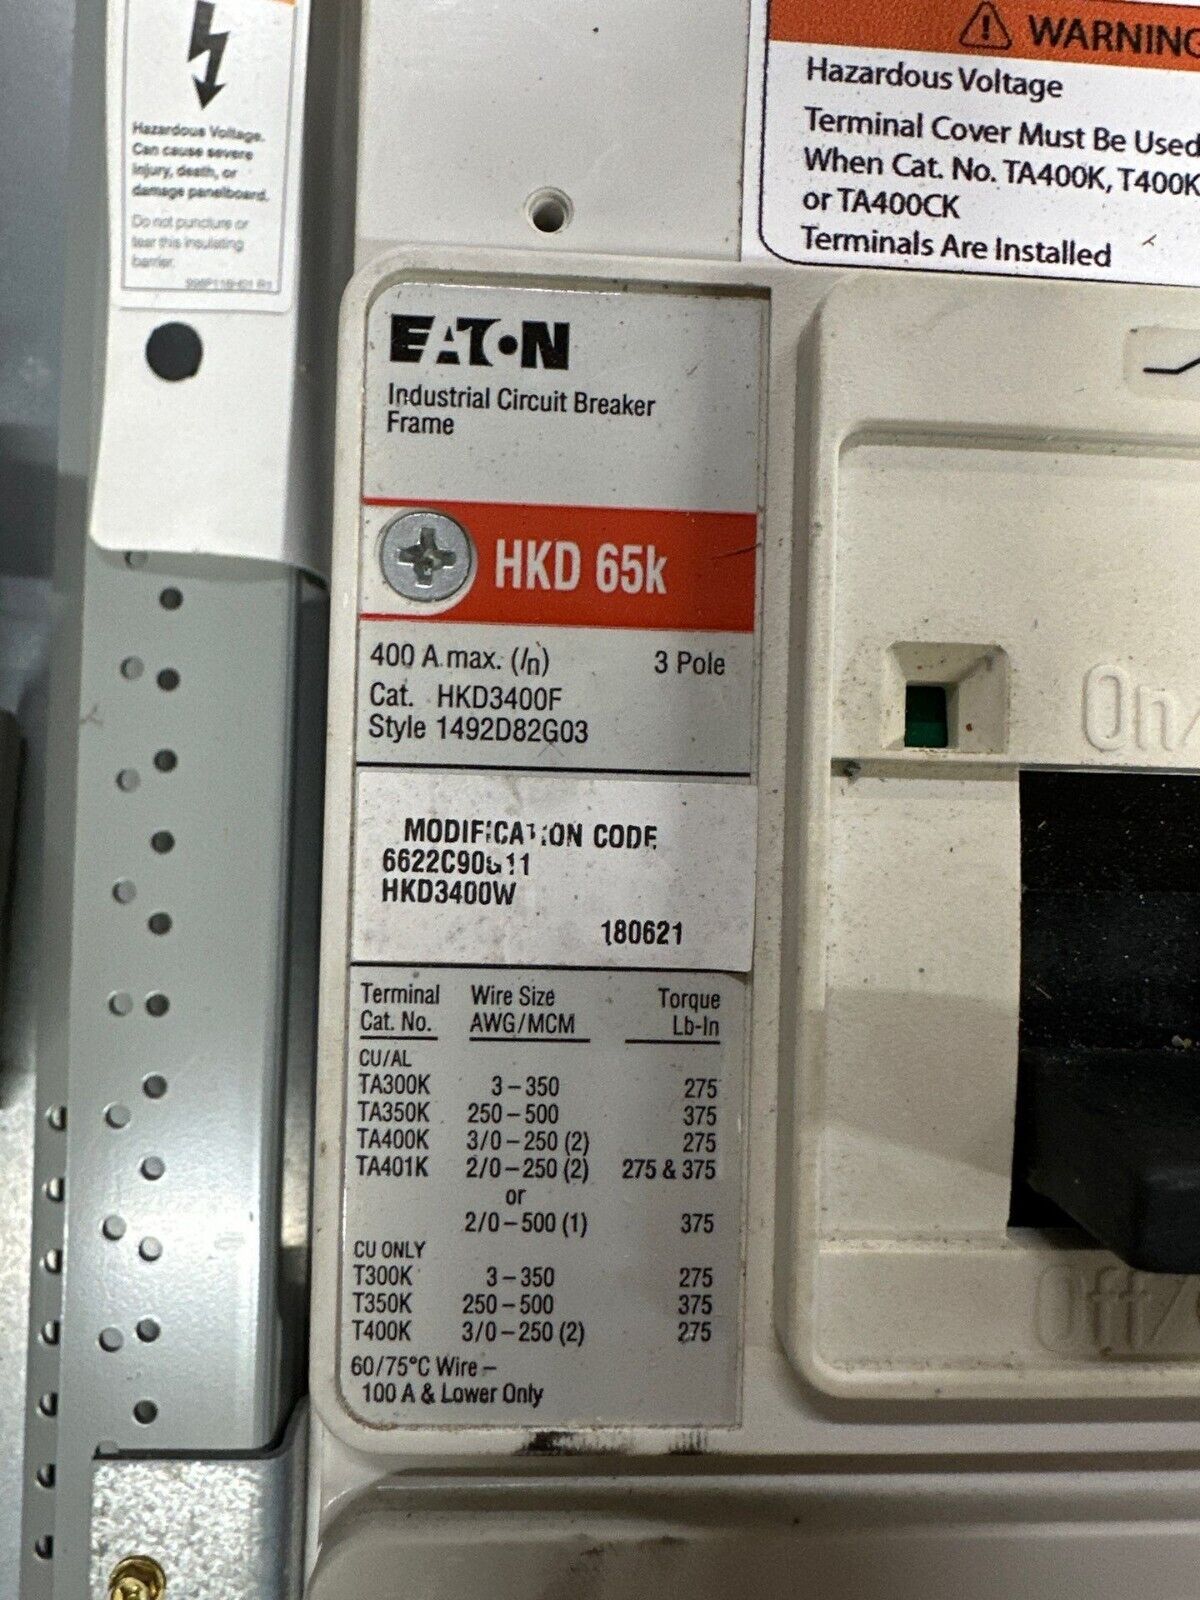 Hazardous Voltage.
Can cause severe
injury, death, or
damage panelboard.
Do not puncture or
tear this insulating
barrier.
WARNING
Hazardous Voltage
Terminal Cover Must Be Used
When Cat. No. TA400K, T400K
or TA400CK
Terminals Are Installed
EATON
Industrial Circuit Breaker
Frame
HKD 65k
400 A max. (In) 3 Pole
Cat. HKD3400F
Style 1492D82G03
MODIFICATION CODE
6622C90G11
HKD3400W
180621
Terminal Wire Size Torque
Cat. No. AWG/MCM Lb-In
CU/AL
TA300K 3–350 275
TA350K 250–500 375
TA400K 3/0–250 (2) 275
TA401K 2/0–250 (2) 275 & 375
or
2/0–500 (1) 375
CU ONLY
T300K 3–350 275
T350K 250–500 375
T400K 3/0–250 (2) 275
60/75°C Wire –
100 A & Lower Only
On/
Off/